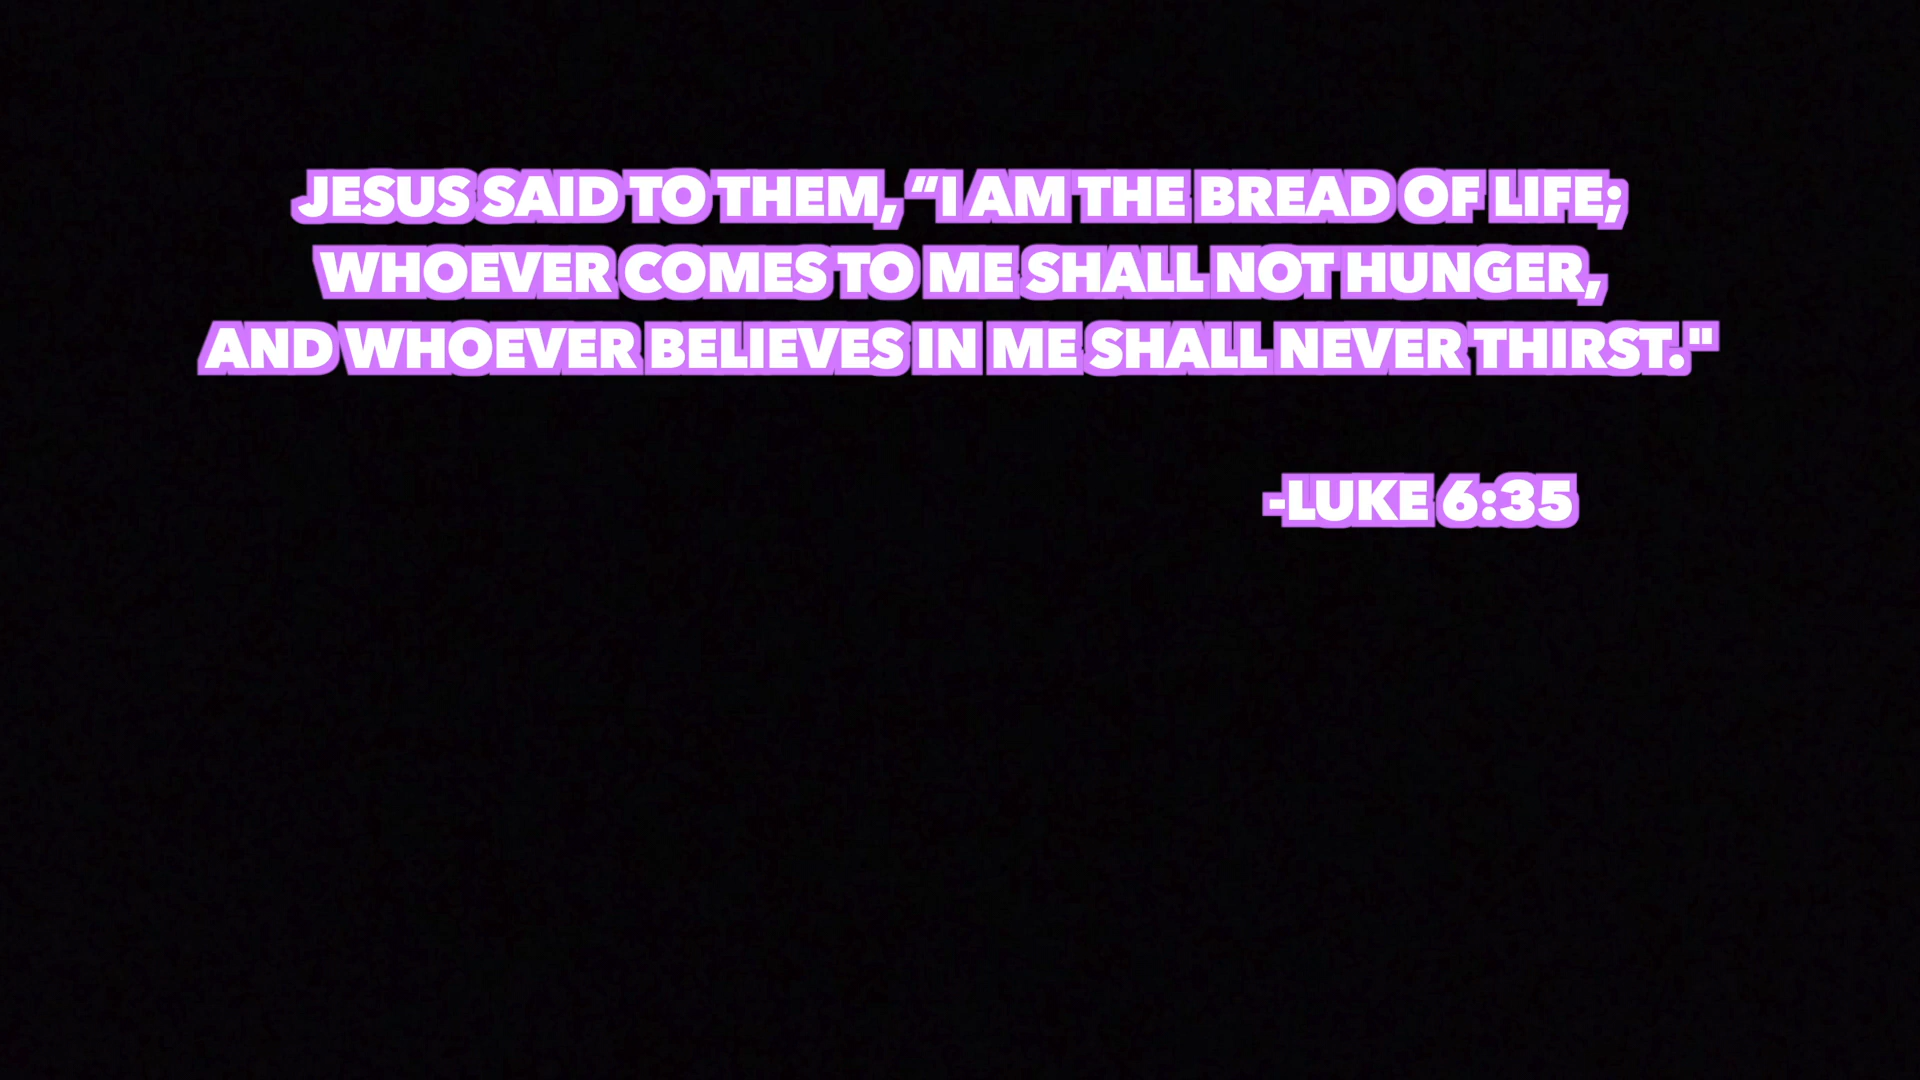 JESUS SAID TO THEM, “I AM THE BREAD OF LIFE;
WHOEVER COMES TO ME SHALL NOT HUNGER,
AND WHOEVER BELIEVES IN ME SHALL NEVER THIRST."
-LUKE 6:35